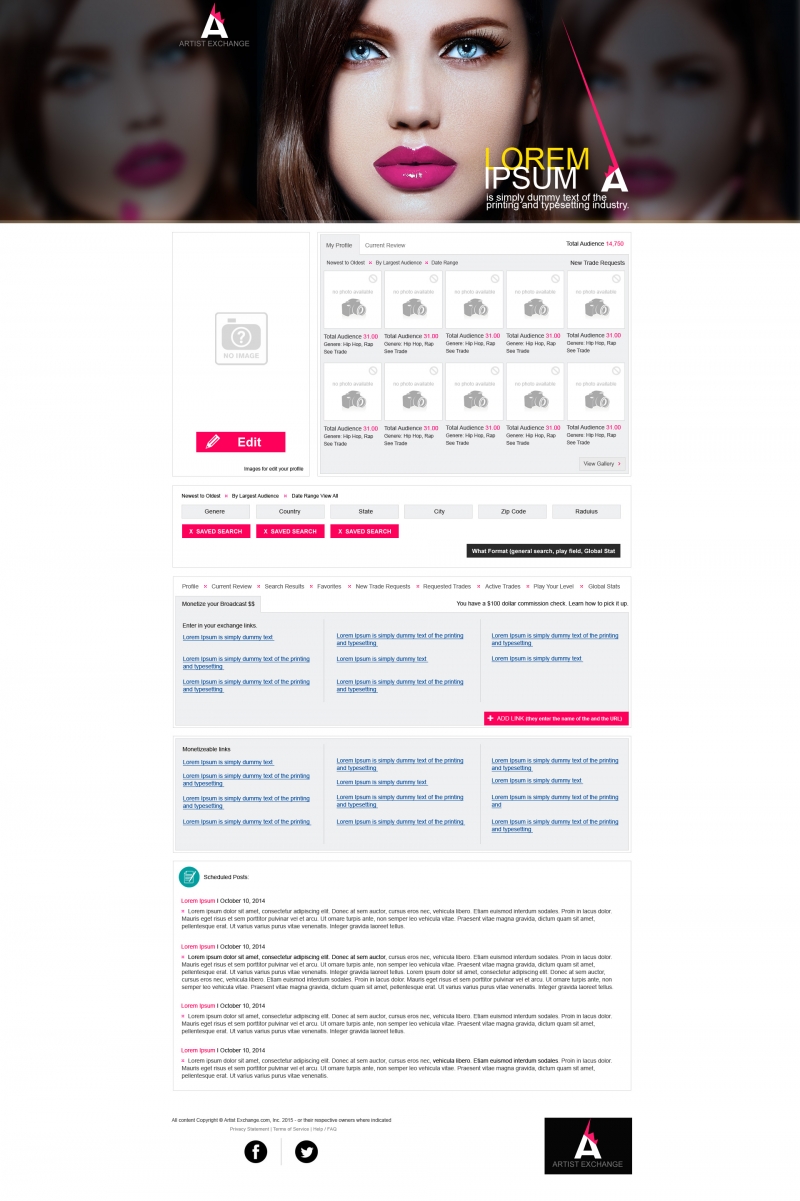 ARTIST EXCHANGE
LOREM
IPSUM
is simply dummy text of the
printing and typesetting industry.
My Profile Current Review Total Audience 14,750
Newest to Oldest By Largest Audience Date Range New Trade Requests
no photo available no photo available no photo available no photo available no photo available
Total Audience 31.00 Total Audience 31.00 Total Audience 31.00 Total Audience 31.00 Total Audience 31.00
Genere: Hip Hop, Rap Genere: Hip Hop, Rap Genere: Hip Hop, Rap Genere: Hip Hop, Rap Genere: Hip Hop, Rap
See Trade See Trade See Trade See Trade See Trade
no photo available no photo available no photo available no photo available no photo available
Total Audience 31.00 Total Audience 31.00 Total Audience 31.00 Total Audience 31.00 Total Audience 31.00
Genere: Hip Hop, Rap Genere: Hip Hop, Rap Genere: Hip Hop, Rap Genere: Hip Hop, Rap Genere: Hip Hop, Rap
See Trade See Trade See Trade See Trade See Trade
View Gallery >
NO IMAGE
Edit
Images for edit your profile
Newest to Oldest By Largest Audience Date Range View All
Genere Country State City Zip Code Raduius
X SAVED SEARCH X SAVED SEARCH X SAVED SEARCH
What Format (general search, play field, Global Stat
Profile Current Review Search Results Favorites New Trade Requests Requested Trades Active Trades Play Your Level Global Stats
Monetize your Broadcast $$ You have a $100 dollar commission check. Learn how to pick it up.
Enter in your exchange links.
Lorem Ipsum is simply dummy text
Lorem Ipsum is simply dummy text of the printing
and typesetting
Lorem Ipsum is simply dummy text of the printing
and typesetting
Lorem Ipsum is simply dummy text of the printing
and typesetting
Lorem Ipsum is simply dummy text
Lorem Ipsum is simply dummy text of the printing
and typesetting
Lorem Ipsum is simply dummy text of the printing
and typesetting
Lorem Ipsum is simply dummy text
+ ADD LINK (they enter the name of the and the URL)
Monetizeable links
Lorem Ipsum is simply dummy text
Lorem Ipsum is simply dummy text of the printing
and typesetting
Lorem Ipsum is simply dummy text of the printing
and typesetting
Lorem Ipsum is simply dummy text of the printing
Lorem Ipsum is simply dummy text of the printing
and typesetting
Lorem Ipsum is simply dummy text
Lorem Ipsum is simply dummy text of the printing
and typesetting
Lorem Ipsum is simply dummy text of the printing
Lorem Ipsum is simply dummy text of the printing
and typesetting
Lorem Ipsum is simply dummy text
Lorem Ipsum is simply dummy text of the printing
and
Lorem Ipsum is simply dummy text of the printing
and typesetting
Scheduled Posts:
Lorem Ipsum I October 10, 2014
Lorem ipsum dolor sit amet, consectetur adipiscing elit. Donec at sem auctor, cursus eros nec, vehicula libero. Etiam euismod interdum sodales. Proin in lacus dolor.
Mauris eget risus et sem porttitor pulvinar vel et arcu. Ut ornare turpis ante, non semper leo imperdiet vehicula vitae. Praesent vitae magna gravida, dictum quam sit amet,
pellentesque erat. Ut varius varius purus vitae venenatis. Integer gravida laoreet tellus.
Lorem Ipsum I October 10, 2014
Lorem ipsum dolor sit amet, consectetur adipiscing elit. Donec at sem auctor, cursus eros nec, vehicula libero. Etiam euismod interdum sodales. Proin in lacus dolor.
Mauris eget risus et sem porttitor pulvinar vel et arcu. Ut ornare turpis ante, non semper leo imperdiet vehicula vitae. Praesent vitae magna gravida, dictum quam sit amet,
pellentesque erat. Ut varius varius purus vitae venenatis. Integer gravida laoreet tellus. Lorem ipsum dolor sit amet, consectetur adipiscing elit. Donec at sem auctor,
cursus eros nec, vehicula libero. Etiam euismod interdum sodales. Proin in lacus dolor. Mauris eget risus et sem porttitor pulvinar vel et arcu. Ut ornare turpis ante, non
semper leo imperdiet vehicula vitae. Praesent vitae magna gravida, dictum quam sit amet, pellentesque erat. Ut varius varius purus vitae venenatis. Integer gravida laoreet tellus.
Lorem Ipsum I October 10, 2014
Lorem ipsum dolor sit amet, consectetur adipiscing elit. Donec at sem auctor, cursus eros nec, vehicula libero. Etiam euismod interdum sodales. Proin in lacus dolor.
Mauris eget risus et sem porttitor pulvinar vel et arcu. Ut ornare turpis ante, non semper leo imperdiet vehicula vitae. Praesent vitae magna gravida, dictum quam sit amet,
pellentesque erat. Ut varius varius purus vitae venenatis. Integer gravida laoreet tellus.
Lorem Ipsum I October 10, 2014
Lorem ipsum dolor sit amet, consectetur adipiscing elit. Donec at sem auctor, cursus eros nec, vehicula libero. Etiam euismod interdum sodales. Proin in lacus dolor.
Mauris eget risus et sem porttitor pulvinar vel et arcu. Ut ornare turpis ante, non semper leo imperdiet vehicula vitae. Praesent vitae magna gravida, dictum quam sit amet,
pellentesque erat. Ut varius varius purus vitae venenatis.
All content Copyright © Artist Exchange.com, Inc. 2015 - or their respective owners where indicated
Privacy Statement | Terms of Service | Help / FAQ
ARTIST EXCHANGE